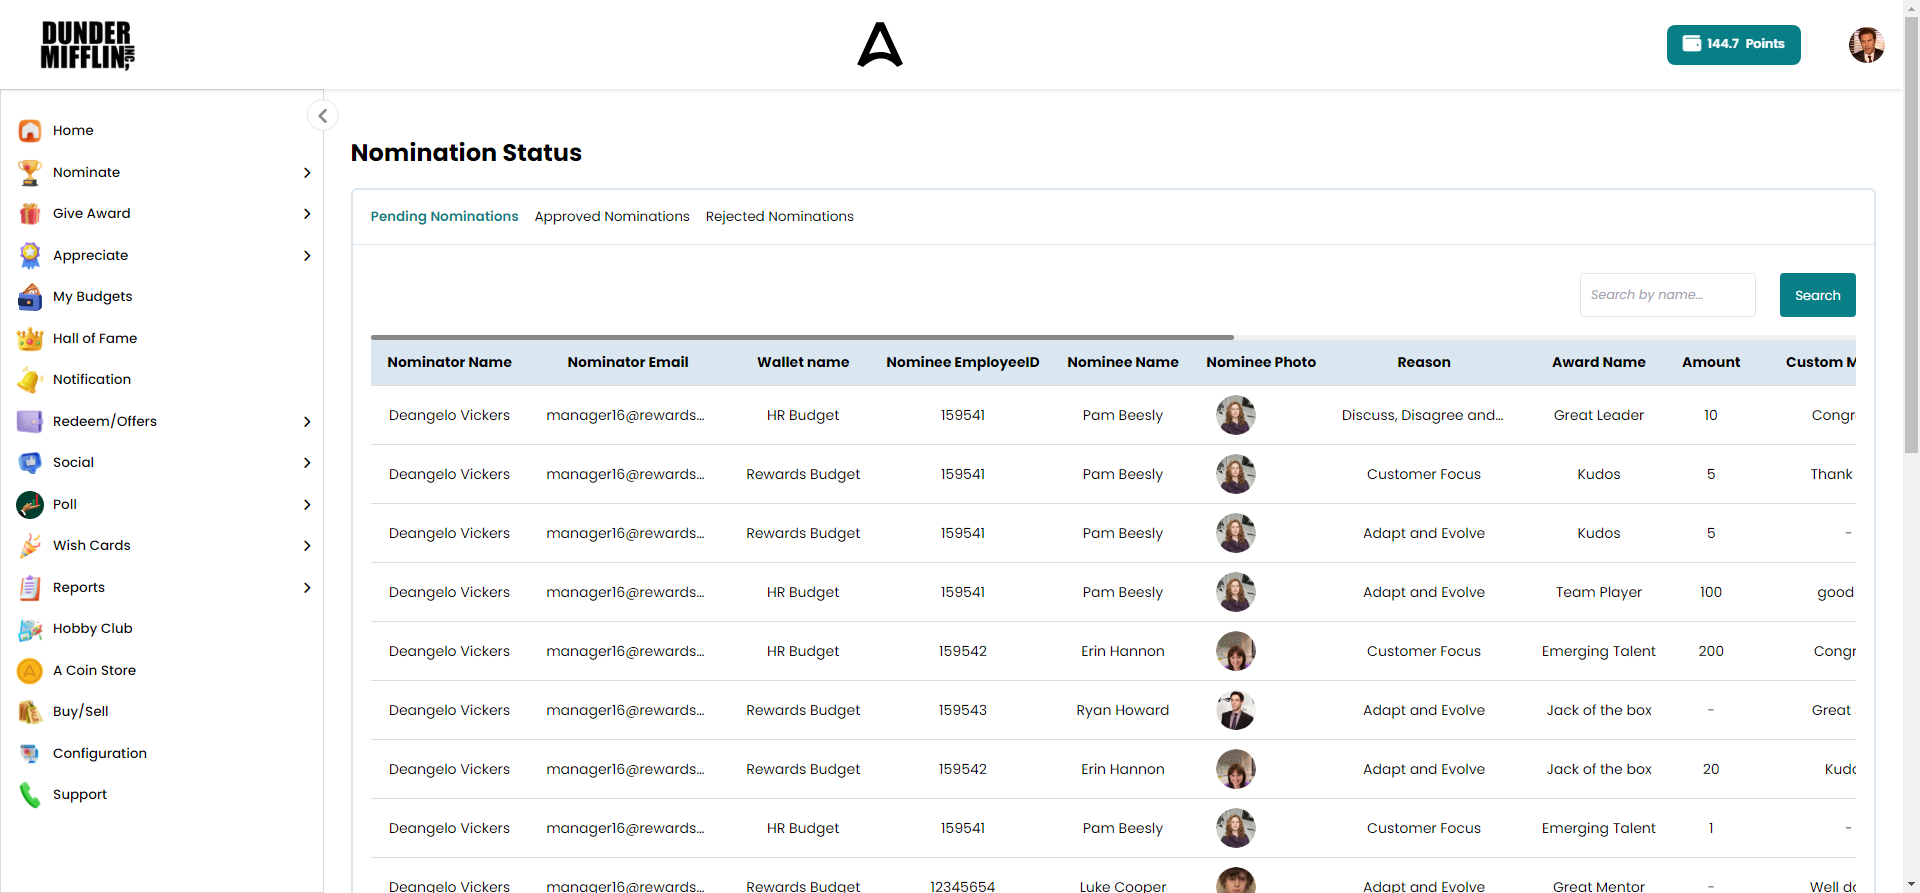 DUNDER
MIFFLIN INC,
144.7 Points
Home
Nominate
Give Award
Appreciate
My Budgets
Hall of Fame
Notification
Redeem/Offers
Social
Poll
Wish Cards
Reports
Hobby Club
A Coin Store
Buy/Sell
Configuration
Support
Nomination Status
Pending Nominations Approved Nominations Rejected Nominations
Search by name... Search
Nominator Name Nominator Email Wallet name Nominee EmployeeID Nominee Name Nominee Photo Reason Award Name Amount Custom M
Deangelo Vickers manager16@rewards... HR Budget 159541 Pam Beesly Discuss, Disagree and... Great Leader 10 Congr
Deangelo Vickers manager16@rewards... Rewards Budget 159541 Pam Beesly Customer Focus Kudos 5 Thank
Deangelo Vickers manager16@rewards... Rewards Budget 159541 Pam Beesly Adapt and Evolve Kudos 5 -
Deangelo Vickers manager16@rewards... HR Budget 159541 Pam Beesly Adapt and Evolve Team Player 100 good
Deangelo Vickers manager16@rewards... HR Budget 159542 Erin Hannon Customer Focus Emerging Talent 200 Congr
Deangelo Vickers manager16@rewards... Rewards Budget 159543 Ryan Howard Adapt and Evolve Jack of the box - Great
Deangelo Vickers manager16@rewards... Rewards Budget 159542 Erin Hannon Adapt and Evolve Jack of the box 20 Kudo
Deangelo Vickers manager16@rewards... HR Budget 159541 Pam Beesly Customer Focus Emerging Talent 1 -
Deangelo Vickers manager16@rewards... Rewards Budget 12345654 Luke Cooper Adapt and Evolve Great Mentor - Well do